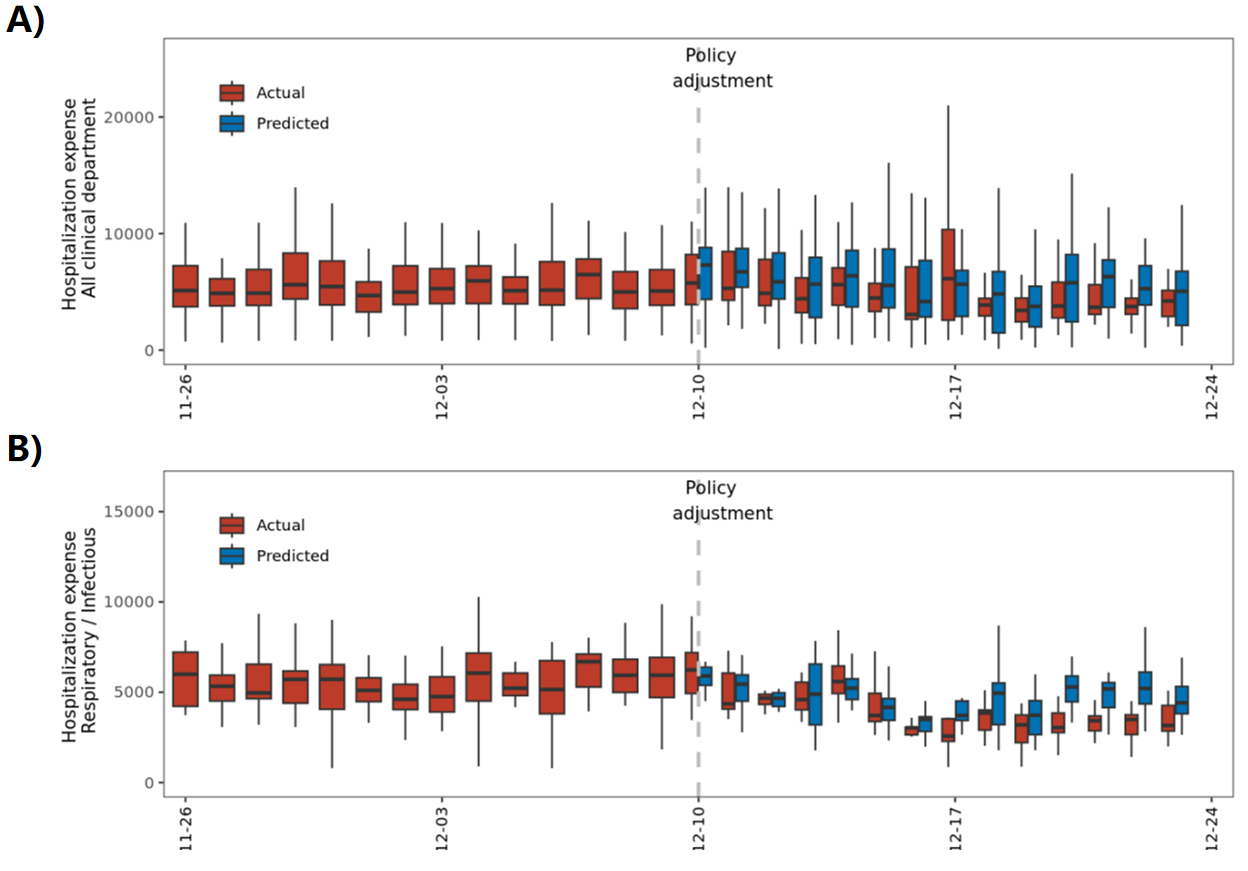 A)
Hospitalization expense
All clinical department
20000
10000
0
Actual
Predicted
Policy
adjustment
11-26
12-03
12-10
12-17
12-24
B)
Hospitalization expense
Respiratory / Infectious
15000
10000
5000
0
Actual
Predicted
Policy
adjustment
11-26
12-03
12-10
12-17
12-24